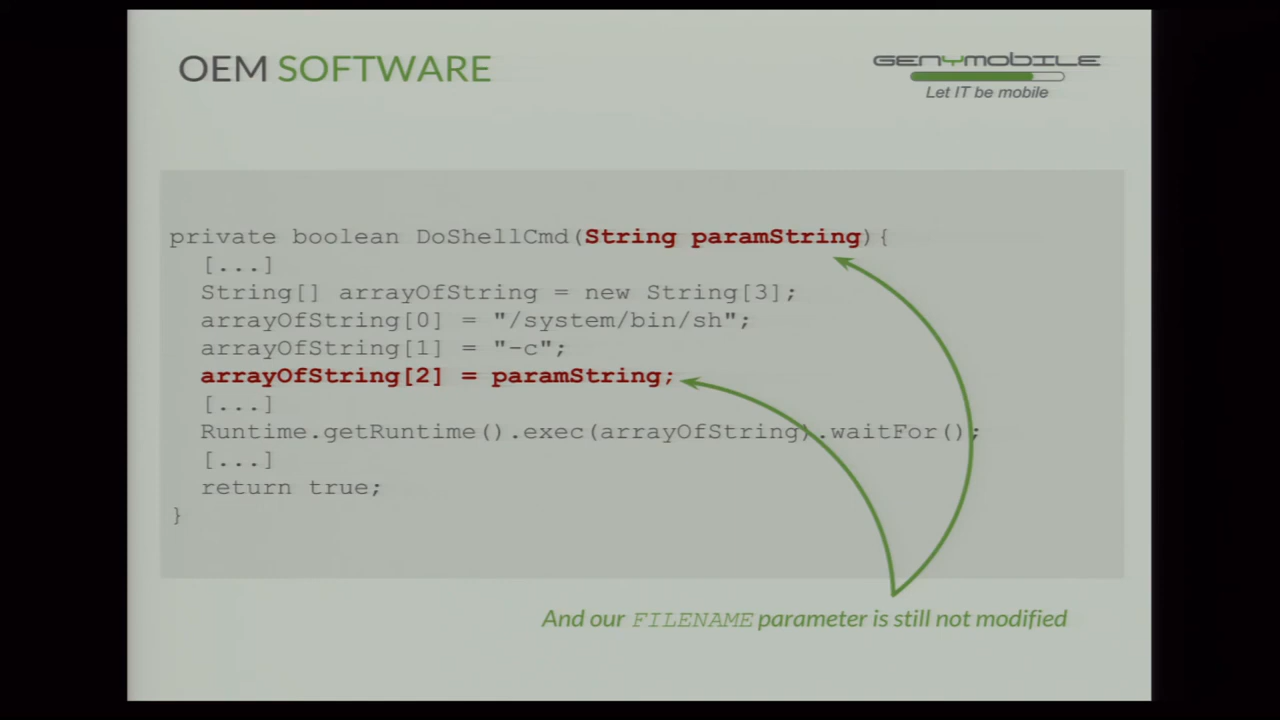 OEM SOFTWARE
GENYMOBILE
Let IT be mobile
private boolean DoShellCmd(String paramString){
[...]
String[] arrayOfString = new String[3];
arrayOfString[0] = "/system/bin/sh";
arrayOfString[1] = "-c";
arrayOfString[2] = paramString;
[...]
Runtime.getRuntime().exec(arrayOfString).waitFor();
[...]
return true;
}
And our FILENAME parameter is still not modified